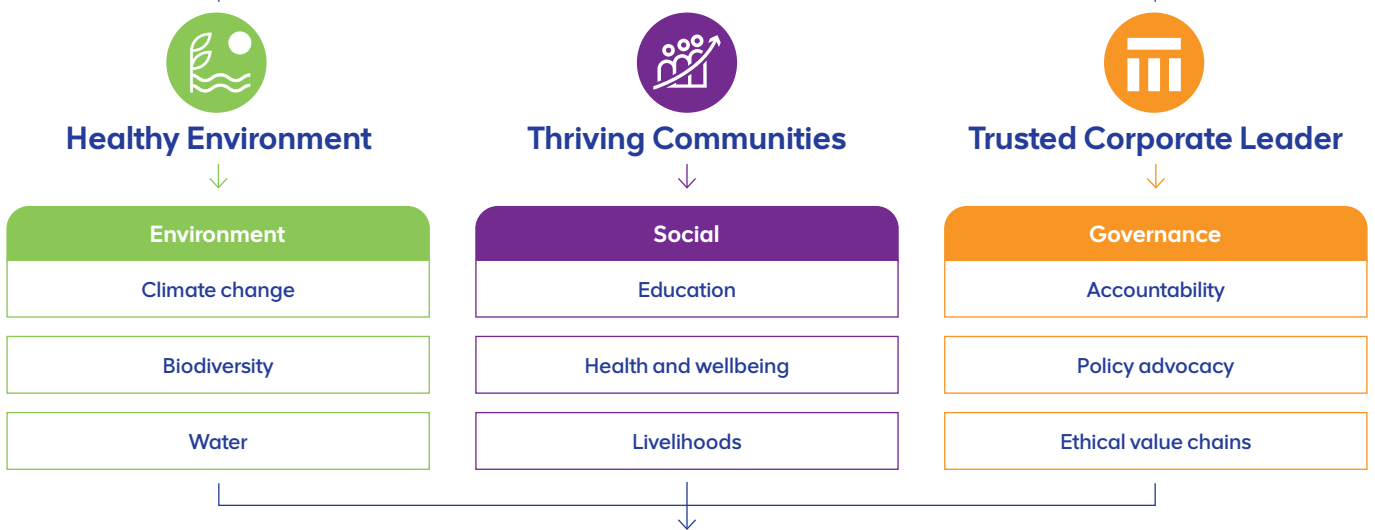 Healthy Environment
Thriving Communities
Trusted Corporate Leader
Environment
Climate change
Biodiversity
Water
Social
Education
Health and wellbeing
Livelihoods
Governance
Accountability
Policy advocacy
Ethical value chains